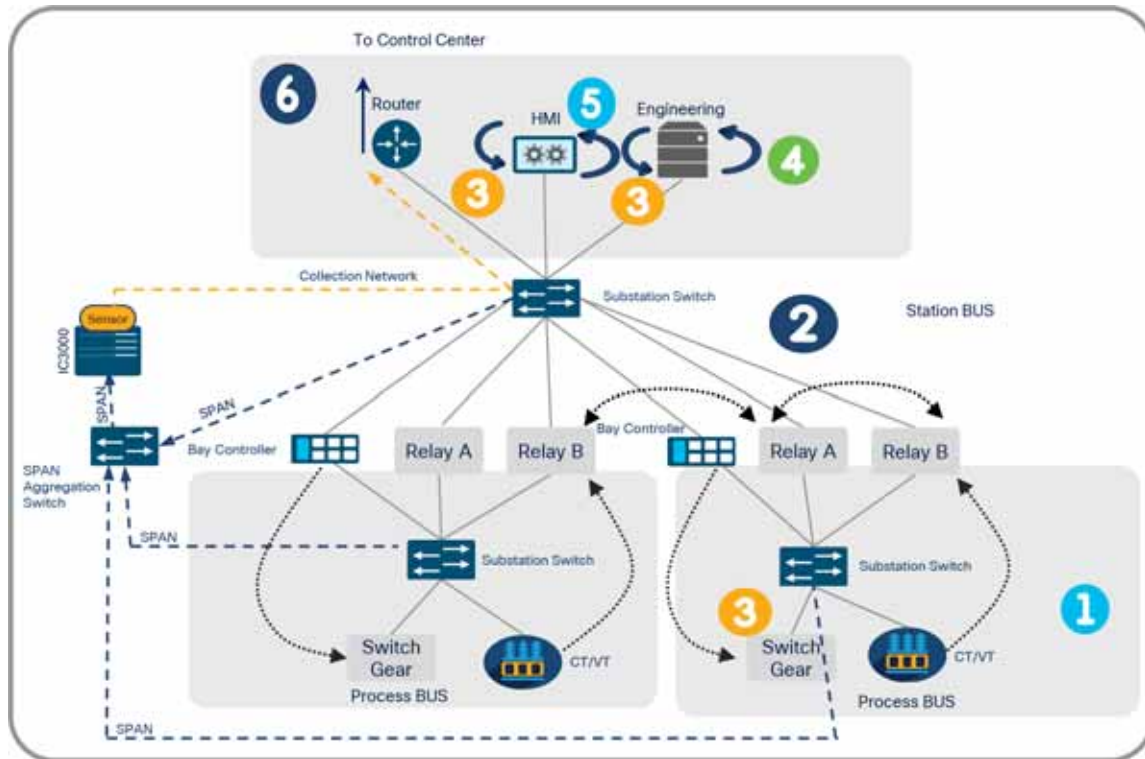 To Control Center
6
Router
HMI
5
Engineering
3
3
4
Collection Network
Substation Switch
2
Station BUS
Sensor
IC3000
SPAN
SPAN
SPAN
Aggregation
Switch
Bay Controller
Relay A
Relay B
Bay Controller
Relay A
Relay B
SPAN
Substation Switch
Substation Switch
3
1
Switch
Gear
CT/VT
Process BUS
Switch
Gear
CT/VT
Process BUS
SPAN